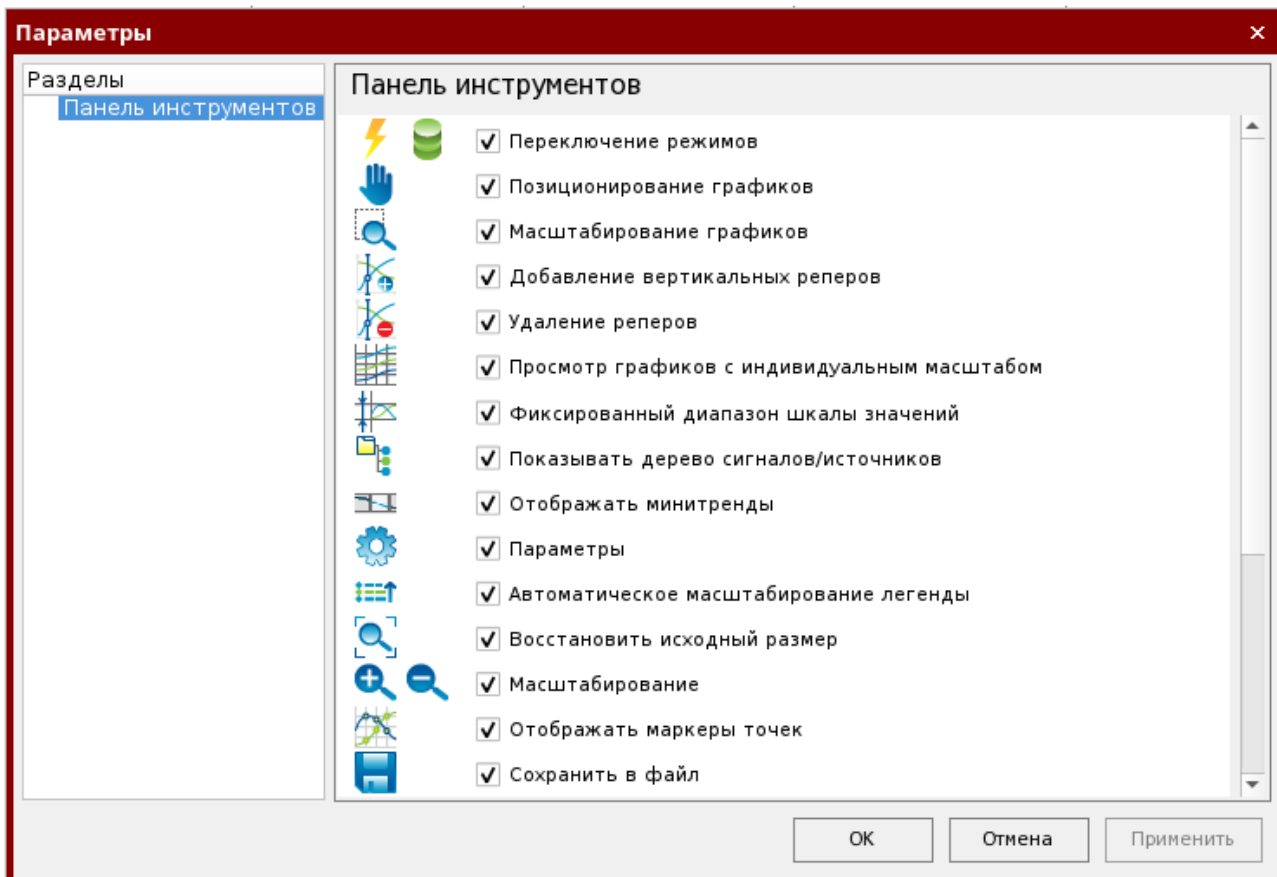 Параметры
Разделы
Панель инструментов
Панель инструментов
Переключение режимов
Позиционирование графиков
Масштабирование графиков
Добавление вертикальных реперов
Удаление реперов
Просмотр графиков с индивидуальным масштабом
Фиксированный диапазон шкалы значений
Показывать дерево сигналов/источников
Отображать минитренды
Параметры
Автоматическое масштабирование легенды
Восстановить исходный размер
Масштабирование
Отображать маркеры точек
Сохранить в файл
ОК
Отмена
Применить